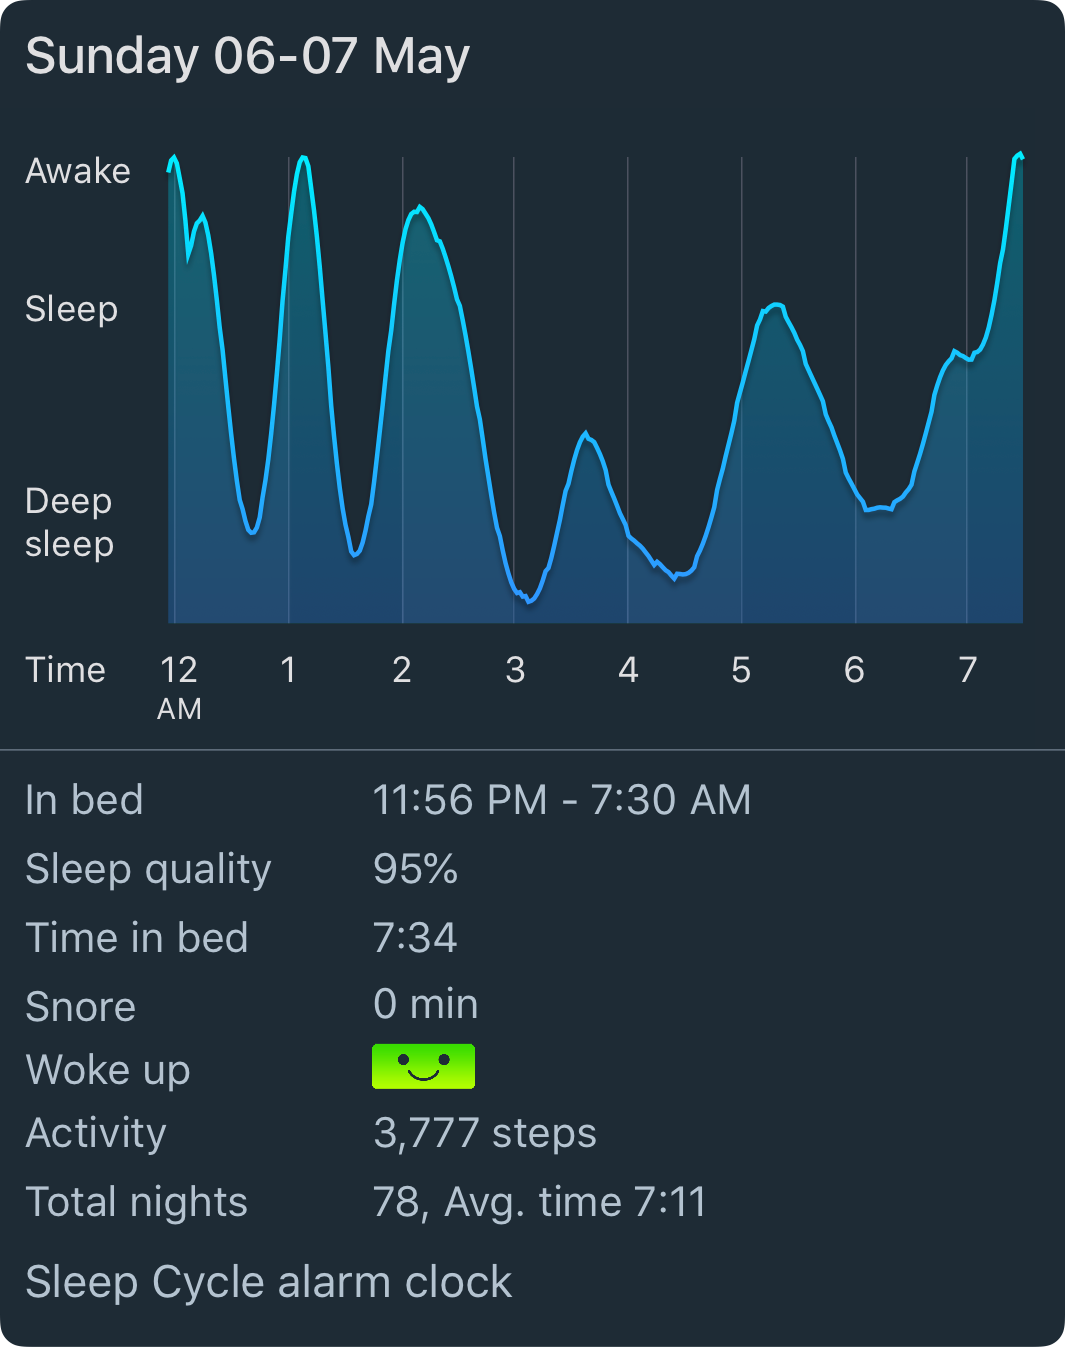 Sunday 06-07 May
Awake
Sleep
Deep
sleep
Time 12 1 2 3 4 5 6 7
AM
In bed 11:56 PM - 7:30 AM
Sleep quality 95%
Time in bed 7:34
Snore 0 min
Woke up
Activity 3,777 steps
Total nights 78, Avg. time 7:11
Sleep Cycle alarm clock